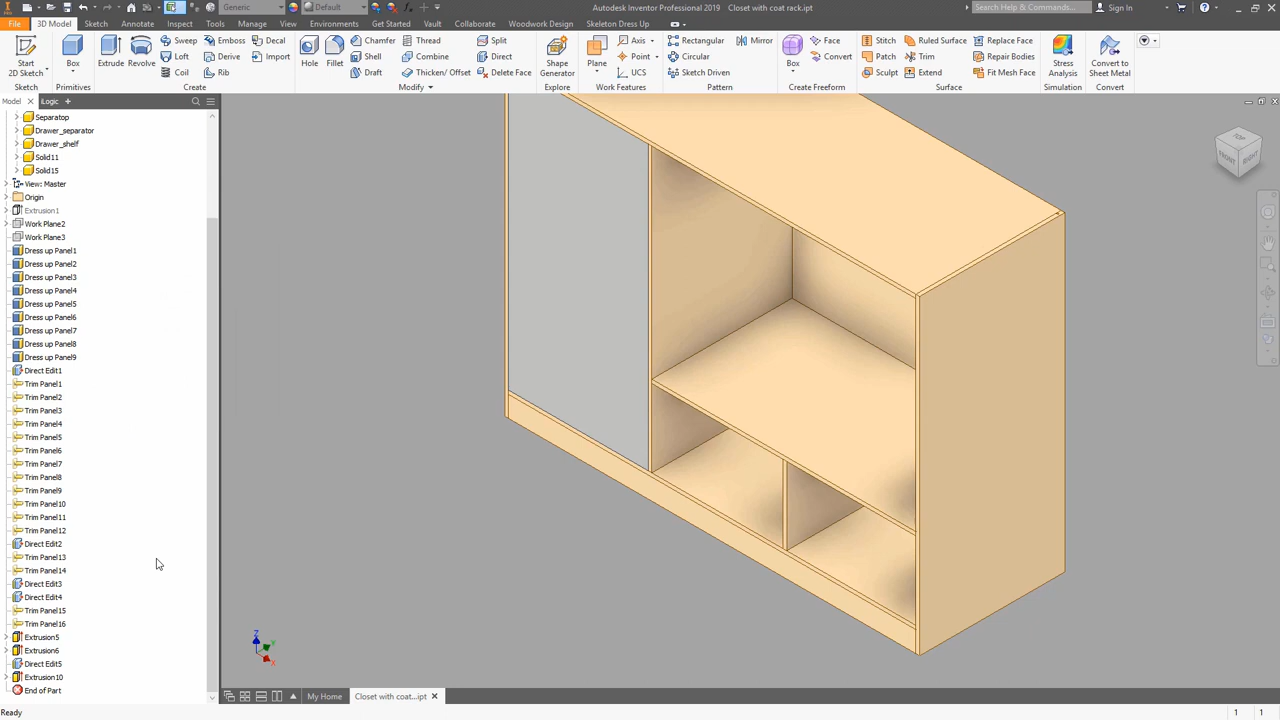 PRO
Generic
Default
Autodesk Inventor Professional 2019 Closet with coat rack.ipt
Search Help & Commands...
Sign In
File 3D Model Sketch Annotate Inspect Tools Manage View Environments Get Started Vault Collaborate Woodwork Design Skeleton Dress Up
Start
2D Sketch
Box
Extrude Revolve
Sweep Emboss Decal
Loft Derive Import
Coil Rib
Hole Fillet
Chamfer Thread Split
Shell Combine Direct
Draft Thicken/ Offset Delete Face
Shape
Generator
Plane
Axis
Point
UCS
Rectangular Mirror
Circular
Sketch Driven
Box
Face
Convert
Stitch Ruled Surface Replace Face
Patch Trim Repair Bodies
Sculpt Extend Fit Mesh Face
Stress
Analysis
Convert to
Sheet Metal
Sketch Primitives Create Modify Explore Work Features Pattern Create Freeform Surface Simulation Convert
Model iLogic
Separatop
Drawer_separator
Drawer_shelf
Solid11
Solid15
View: Master
Origin
Extrusion1
Work Plane2
Work Plane3
Dress up Panel1
Dress up Panel2
Dress up Panel3
Dress up Panel4
Dress up Panel5
Dress up Panel6
Dress up Panel7
Dress up Panel8
Dress up Panel9
Direct Edit1
Trim Panel1
Trim Panel2
Trim Panel3
Trim Panel4
Trim Panel5
Trim Panel6
Trim Panel7
Trim Panel8
Trim Panel9
Trim Panel10
Trim Panel11
Trim Panel12
Direct Edit2
Trim Panel13
Trim Panel14
Direct Edit3
Direct Edit4
Trim Panel15
Trim Panel16
Extrusion5
Extrusion6
Direct Edit5
Extrusion10
End of Part
TOP
FRONT RIGHT
Z
Y
X
My Home Closet with coat...ipt
Ready 1 1